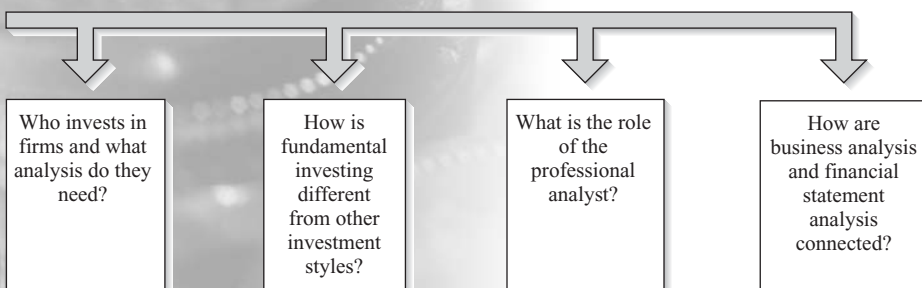 Who invests in
firms and what
analysis do they
need?
How is
fundamental
investing
different
from other
investment
styles?
What is the role
of the
professional
analyst?
How are
business analysis
and financial
statement
analysis
connected?